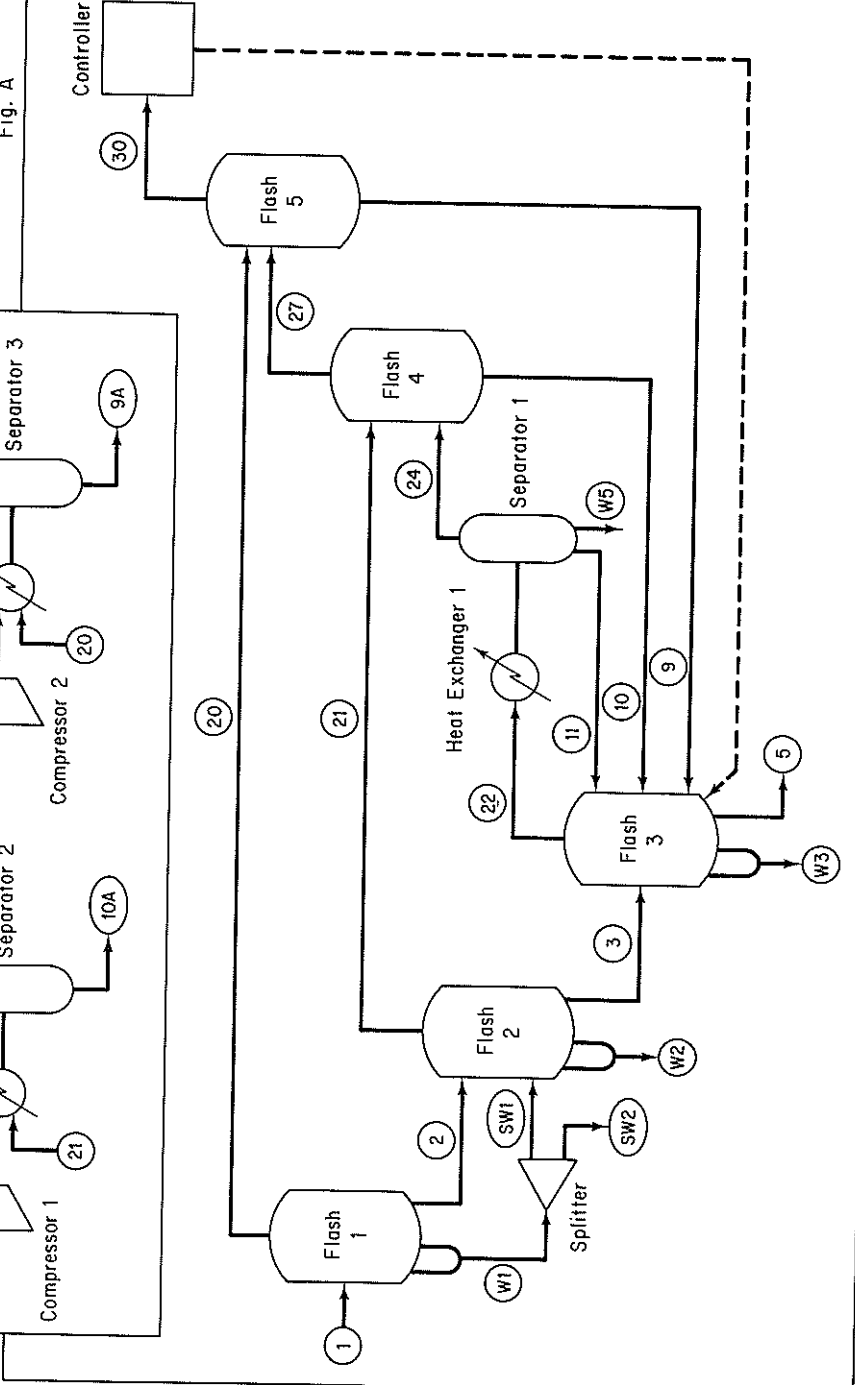 Fig. A
Controller
30
Flash
5
27
Separator 3
9A
20
Compressor 2
Separator 2
10A
21
Compressor 1
20
21
Flash
4
24
Separator 1
W5
Heat Exchanger 1
22
11
10
9
Flash
3
5
W3
3
Flash
2
W2
2
SW1
SW2
Splitter
Flash
1
W1
1